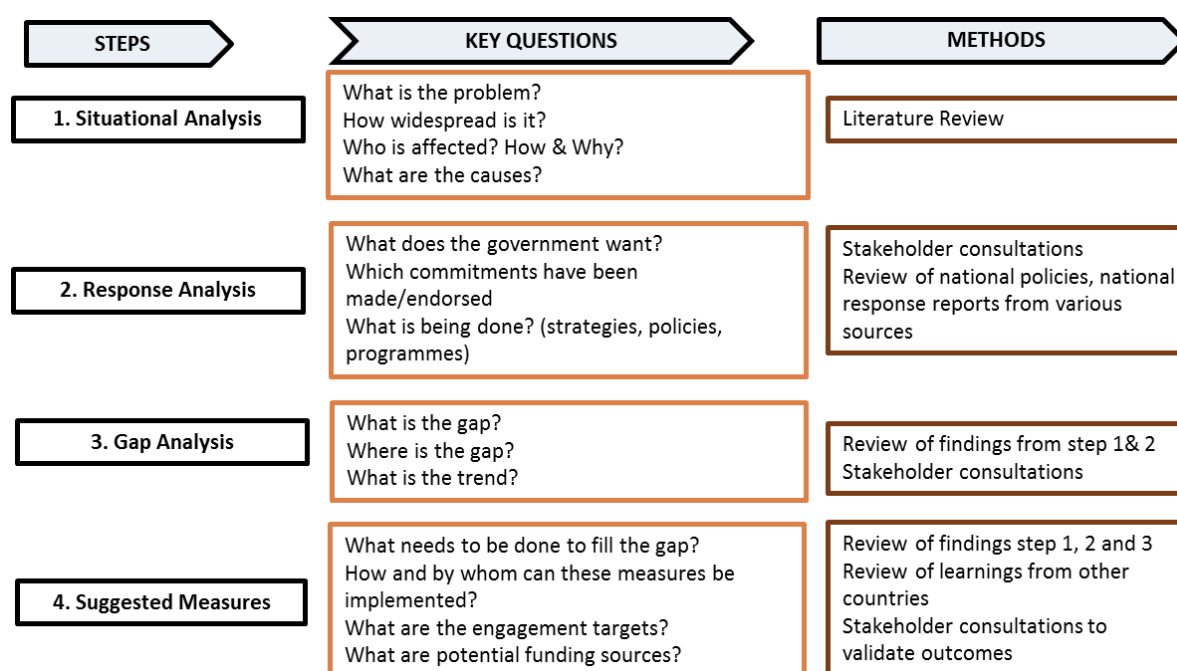 STEPS
KEY QUESTIONS
METHODS
1. Situational Analysis
What is the problem?
How widespread is it?
Who is affected? How & Why?
What are the causes?
Literature Review
2. Response Analysis
What does the government want?
Which commitments have been
made/endorsed
What is being done? (strategies, policies,
programmes)
Stakeholder consultations
Review of national policies, national
response reports from various
sources
3. Gap Analysis
What is the gap?
Where is the gap?
What is the trend?
Review of findings from step 1& 2
Stakeholder consultations
4. Suggested Measures
What needs to be done to fill the gap?
How and by whom can these measures be
implemented?
What are the engagement targets?
What are potential funding sources?
Review of findings step 1, 2 and 3
Review of learnings from other
countries
Stakeholder consultations to
validate outcomes